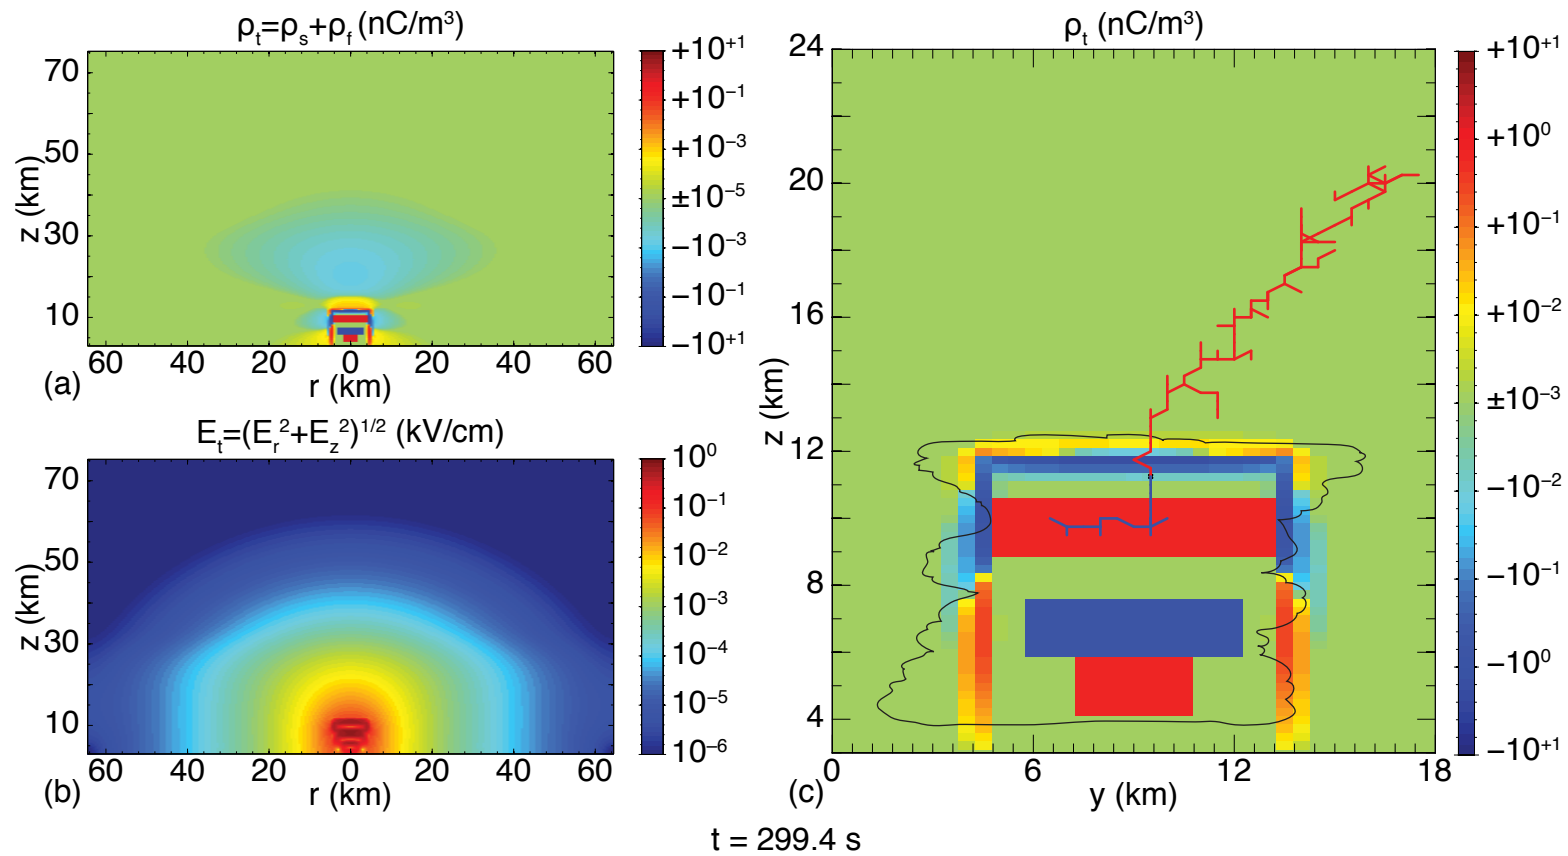 ρt=ρs+ρf (nC/m³)
70
50
30
10
z (km)
60 40 20 0 20 40 60
r (km)
(a)
+10⁺¹
+10⁻¹
+10⁻³
±10⁻⁵
−10⁻³
−10⁻¹
−10⁺¹
Et=(Er²+Ez²)¹/² (kV/cm)
70
50
30
10
z (km)
60 40 20 0 20 40 60
r (km)
(b)
10⁰
10⁻¹
10⁻²
10⁻³
10⁻⁴
10⁻⁵
10⁻⁶
ρt (nC/m³)
24
20
16
12
8
4
z (km)
0 6 12 18
y (km)
(c)
+10⁺¹
+10⁰
+10⁻¹
+10⁻²
±10⁻³
−10⁻²
−10⁻¹
−10⁰
−10⁺¹
t = 299.4 s